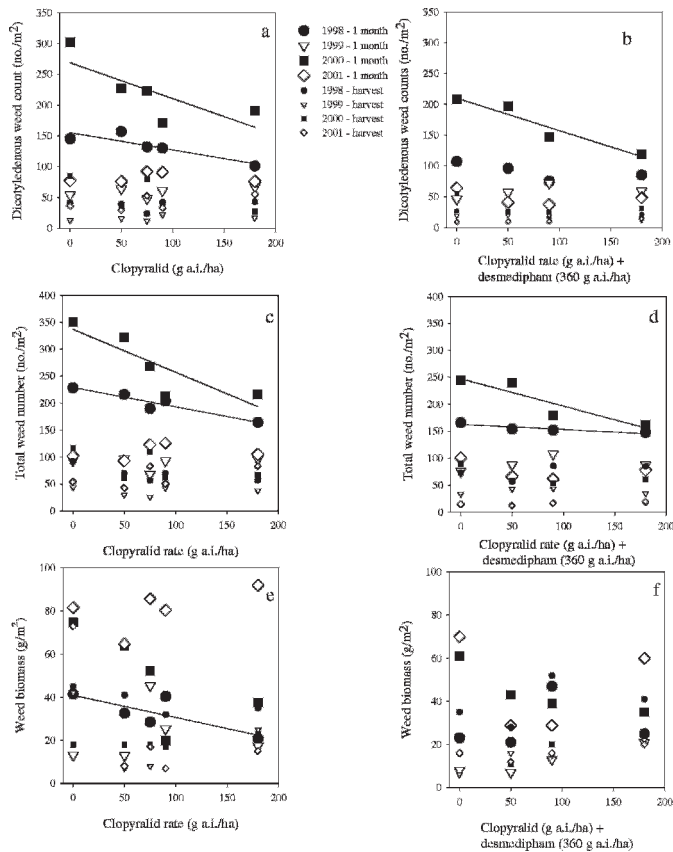 a
Dicotyledenous weed count (no./m2)
350
300
250
200
150
100
50
0
0 50 100 150 200
Clopyralid (g a.i./ha)
1998 - 1 month
1999 - 1 month
2000 - 1 month
2001 - 1 month
1998 - harvest
1999 - harvest
2000 - harvest
2001 - harvest
b
Dicotyledenous weed counts (no./m2)
300
250
200
150
100
50
0
0 50 100 150 200
Clopyralid rate (g a.i./ha) +
desmedipham (360 g a.i./ha)
c
Total weed number (no./m2)
400
350
300
250
200
150
100
50
0
0 50 100 150 200
Clopyralid rate (g a.i./ha)
d
Total weed number (no./m2)
400
350
300
250
200
150
100
50
0
0 50 100 150 200
Clopyralid rate (g a.i./ha) +
desmedipham (360 g a.i./ha)
e
Weed biomass (g/m2)
100
80
60
40
20
0
0 50 100 150 200
Clopyralid rate (g a.i./ha)
f
Weed biomass (g/m2)
100
80
60
40
20
0
0 50 100 150 200
Clopyralid (g a.i./ha) +
desmedipham (360 g a.i./ha)